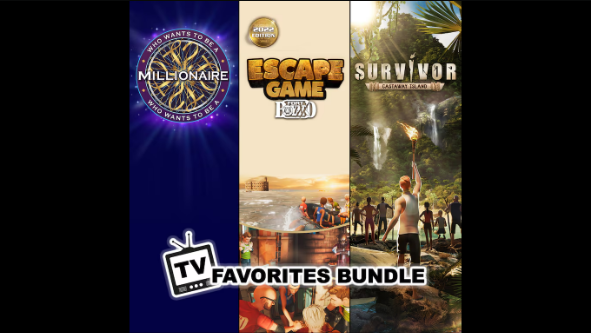 WHO WANTS TO BE A
MILLIONAIRE
WHO WANTS TO BE A
2022
EDITION
ESCAPE
GAME
FORT
BOYARD
SURVIVOR
CASTAWAY ISLAND
TV
FAVORITES BUNDLE